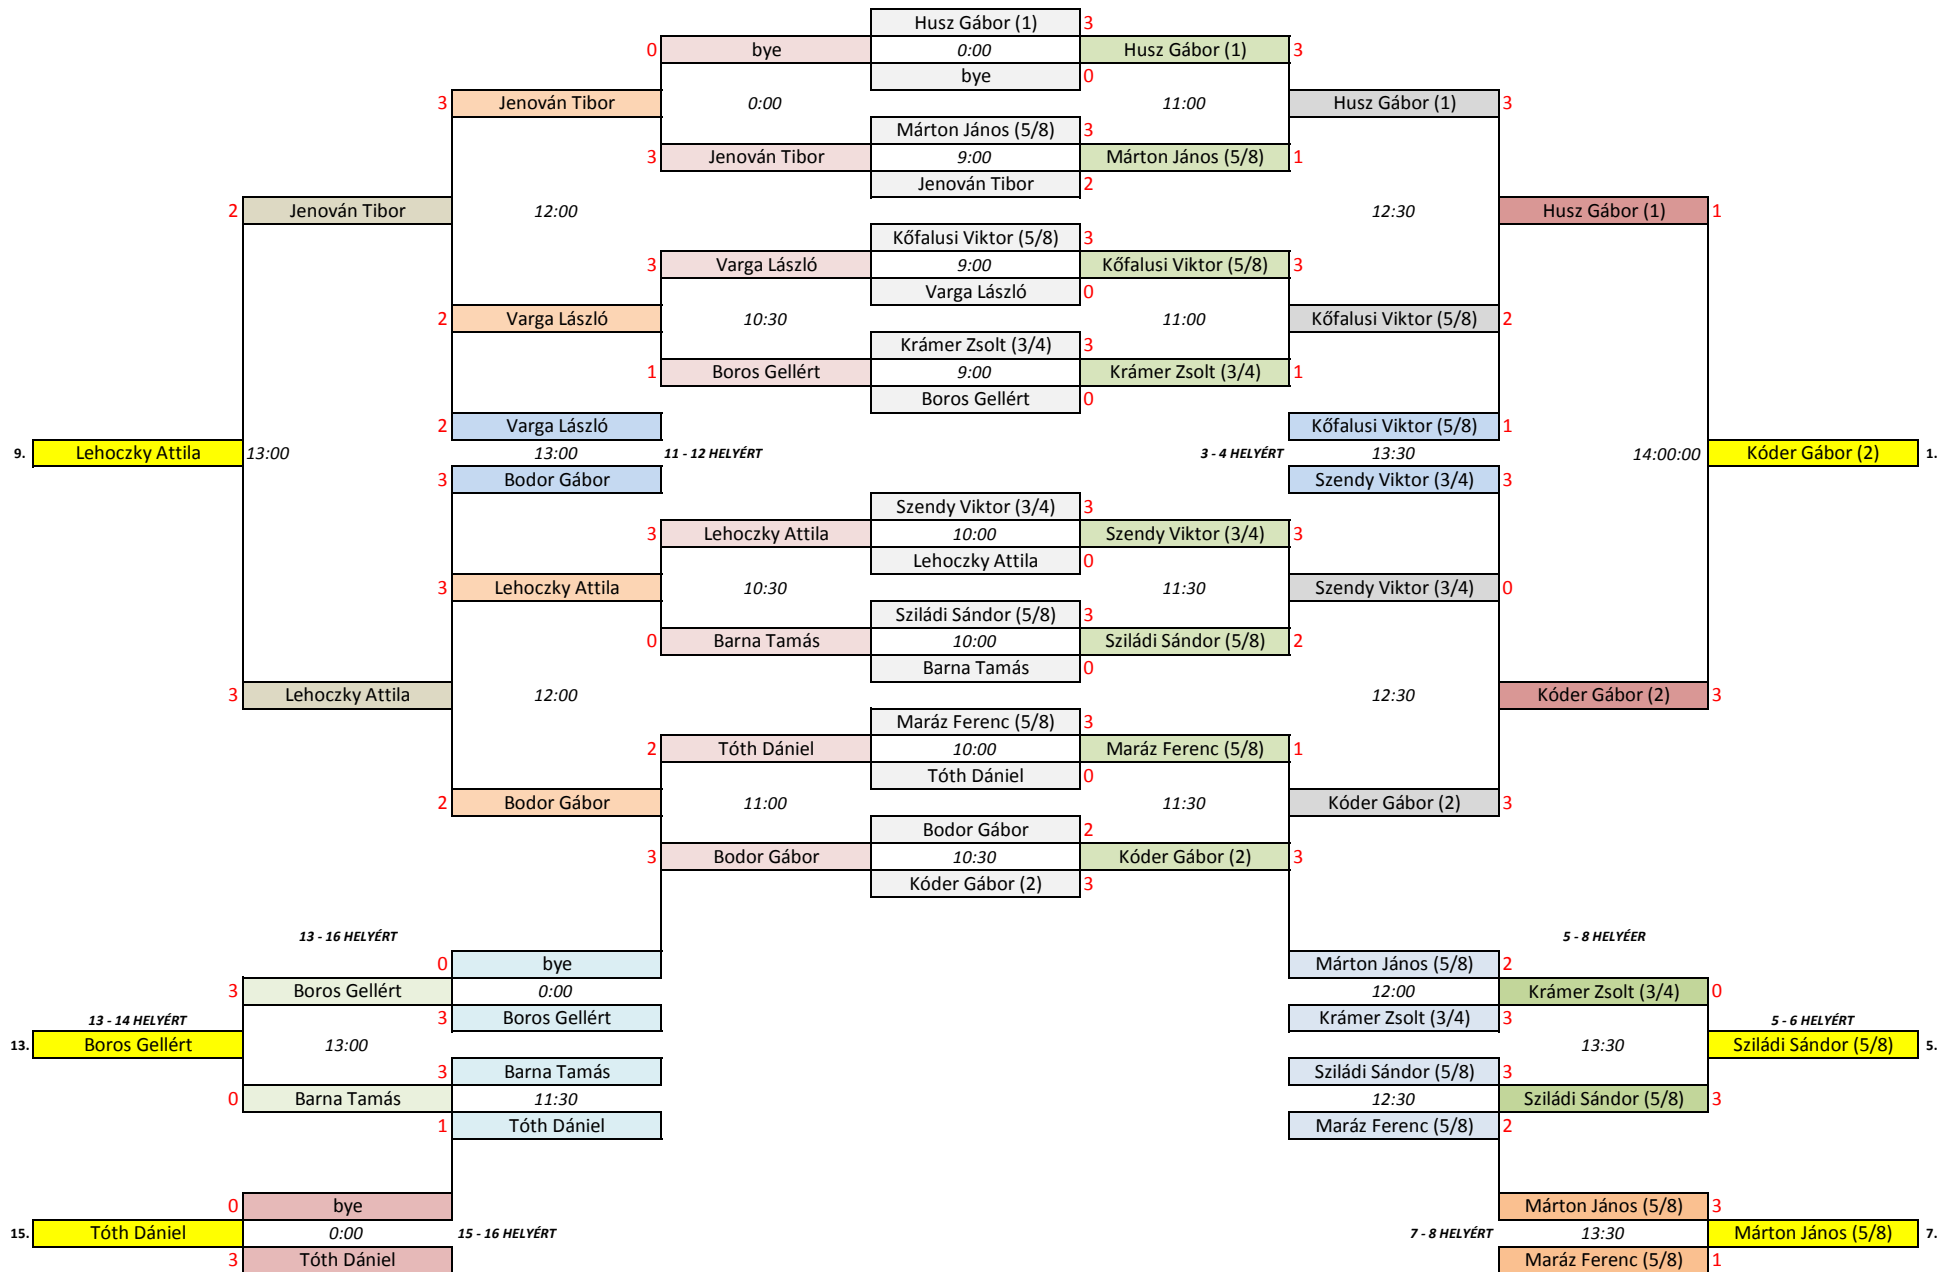 Husz Gábor (1) 3
0 bye 0:00 Husz Gábor (1) 3
bye 0
3 Jenován Tibor 0:00 11:00 Husz Gábor (1) 3
Márton János (5/8) 3
3 Jenován Tibor 9:00 Márton János (5/8) 1
Jenován Tibor 2
2 Jenován Tibor 12:00 12:30 Husz Gábor (1) 1
Kőfalusi Viktor (5/8) 3
3 Varga László 9:00 Kőfalusi Viktor (5/8) 3
Varga László 0
2 Varga László 10:30 11:00 Kőfalusi Viktor (5/8) 2
Krámer Zsolt (3/4) 3
1 Boros Gellért 9:00 Krámer Zsolt (3/4) 1
Boros Gellért 0
2 Varga László Kőfalusi Viktor (5/8) 1
9. Lehoczky Attila 13:00 13:00 11 - 12 HELYÉRT 3 - 4 HELYÉRT 13:30 14:00:00 Kóder Gábor (2) 1.
3 Bodor Gábor Szendy Viktor (3/4) 3
Szendy Viktor (3/4) 3
3 Lehoczky Attila 10:00 Szendy Viktor (3/4) 3
Lehoczky Attila 0
3 Lehoczky Attila 10:30 11:30 Szendy Viktor (3/4) 0
Sziládi Sándor (5/8) 3
0 Barna Tamás 10:00 Sziládi Sándor (5/8) 2
Barna Tamás 0
3 Lehoczky Attila 12:00 12:30 Kóder Gábor (2) 3
Maráz Ferenc (5/8) 3
2 Tóth Dániel 10:00 Maráz Ferenc (5/8) 1
Tóth Dániel 0
2 Bodor Gábor 11:00 11:30 Kóder Gábor (2) 3
Bodor Gábor 2
3 Bodor Gábor 10:30 Kóder Gábor (2) 3
Kóder Gábor (2) 3
13 - 16 HELYÉRT 5 - 8 HELYÉER
0 bye Márton János (5/8) 2
3 Boros Gellért 0:00 12:00 Krámer Zsolt (3/4) 0
13 - 14 HELYÉRT 3 Boros Gellért Krámer Zsolt (3/4) 3 5 - 6 HELYÉRT
13. Boros Gellért 13:00 13:30 Sziládi Sándor (5/8) 5.
3 Barna Tamás Sziládi Sándor (5/8) 3
0 Barna Tamás 11:30 12:30 Sziládi Sándor (5/8) 3
1 Tóth Dániel Maráz Ferenc (5/8) 2
0 bye Márton János (5/8) 3
15. Tóth Dániel 0:00 15 - 16 HELYÉRT 7 - 8 HELYÉRT 13:30 Márton János (5/8) 7.
3 Tóth Dániel Maráz Ferenc (5/8) 1